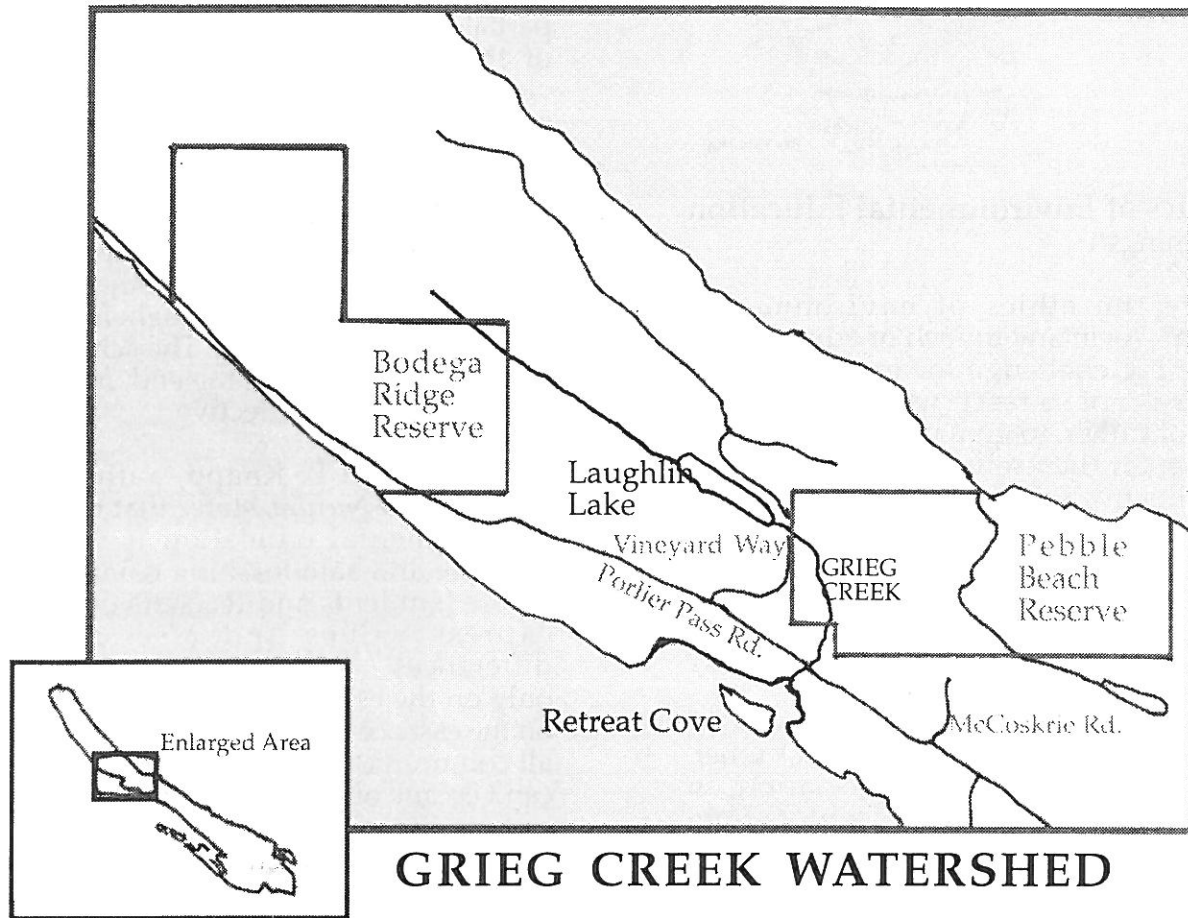 Bodega
Ridge
Reserve
Laughlin
Lake
Vineyard Way
GRIEG
CREEK
Pebble
Beach
Reserve
Porlier Pass Rd.
Retreat Cove
McCoskrie Rd.
Enlarged Area
GRIEG CREEK WATERSHED